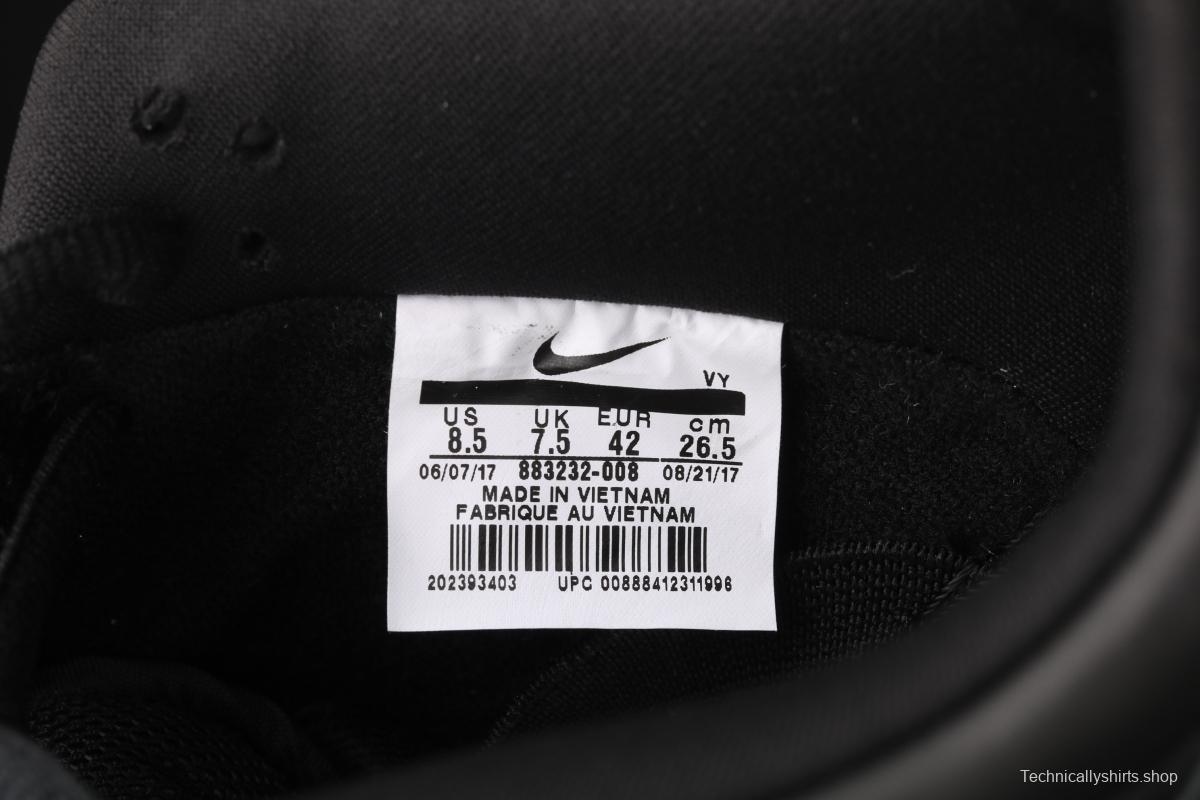 VY
US UK EUR cm
8.5 7.5 42 26.5
06/07/17 883232-008 08/21/17
MADE IN VIETNAM
FABRIQUE AU VIETNAM
202393403 UPC 00888412311996
Technicallyshirts.shop